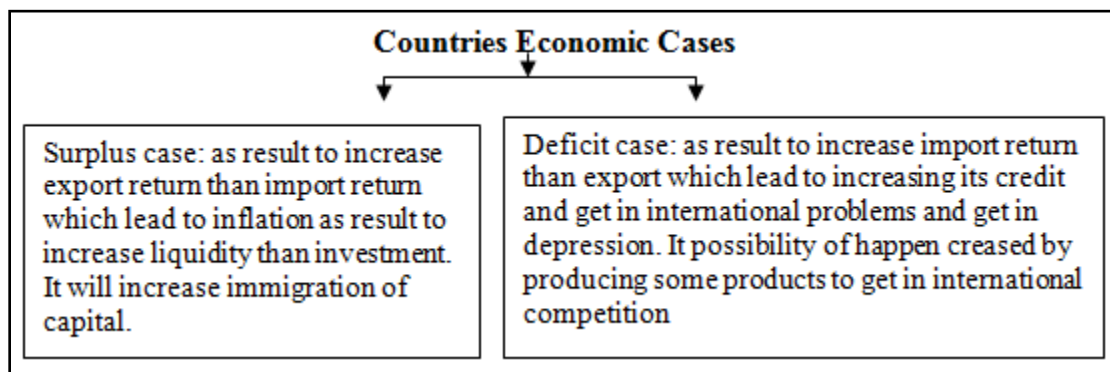 Countries Economic Cases
Surplus case: as result to increase
export return than import return
which lead to inflation as result to
increase liquidity than investment.
It will increase immigration of
capital.
Deficit case: as result to increase import return
than export which lead to increasing its credit
and get in international problems and get in
depression. It possibility of happen creased by
producing some products to get in international
competition